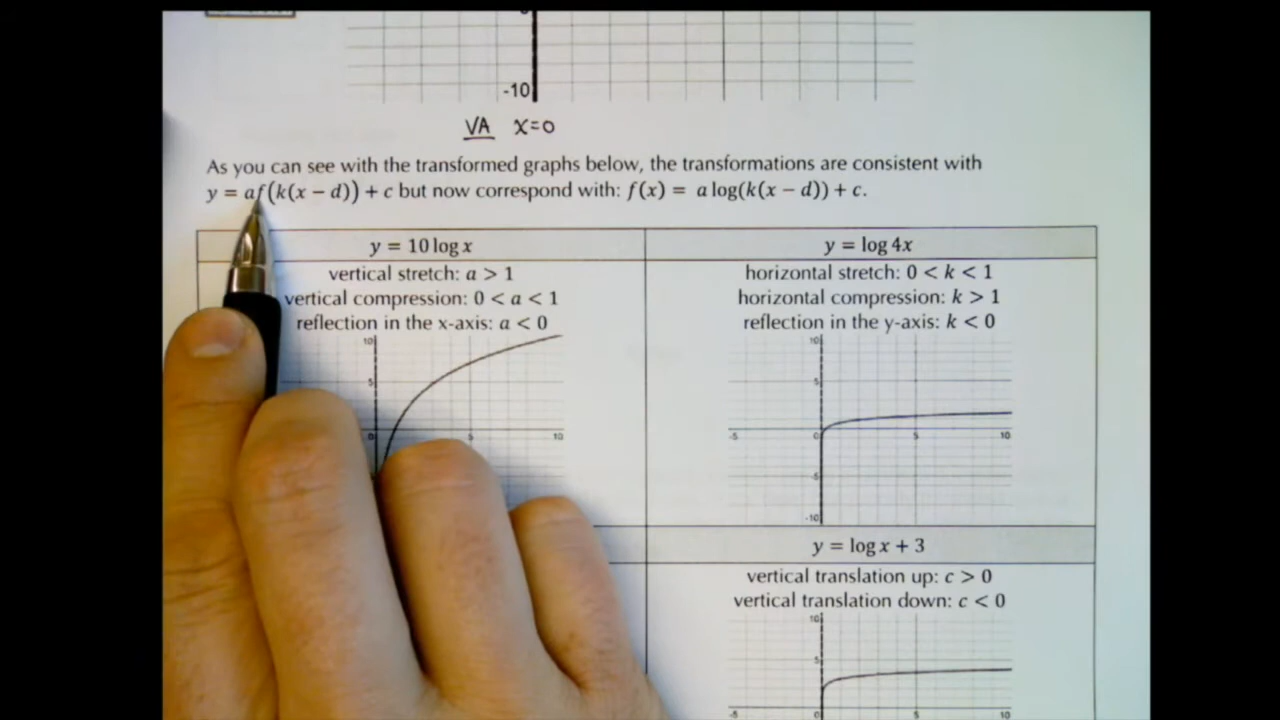 -10
VA x=0
As you can see with the transformed graphs below, the transformations are consistent with
y = af(k(x − d)) + c but now correspond with: f(x) = a log(k(x − d)) + c.
y = 10 log x
vertical stretch: a > 1
vertical compression: 0 < a < 1
reflection in the x-axis: a < 0
10
5
0 5 10
y = log 4x
horizontal stretch: 0 < k < 1
horizontal compression: k > 1
reflection in the y-axis: k < 0
10
5
-5 0 5 10
-5
-10
y = log x + 3
vertical translation up: c > 0
vertical translation down: c < 0
10
5
-5 0 5 10